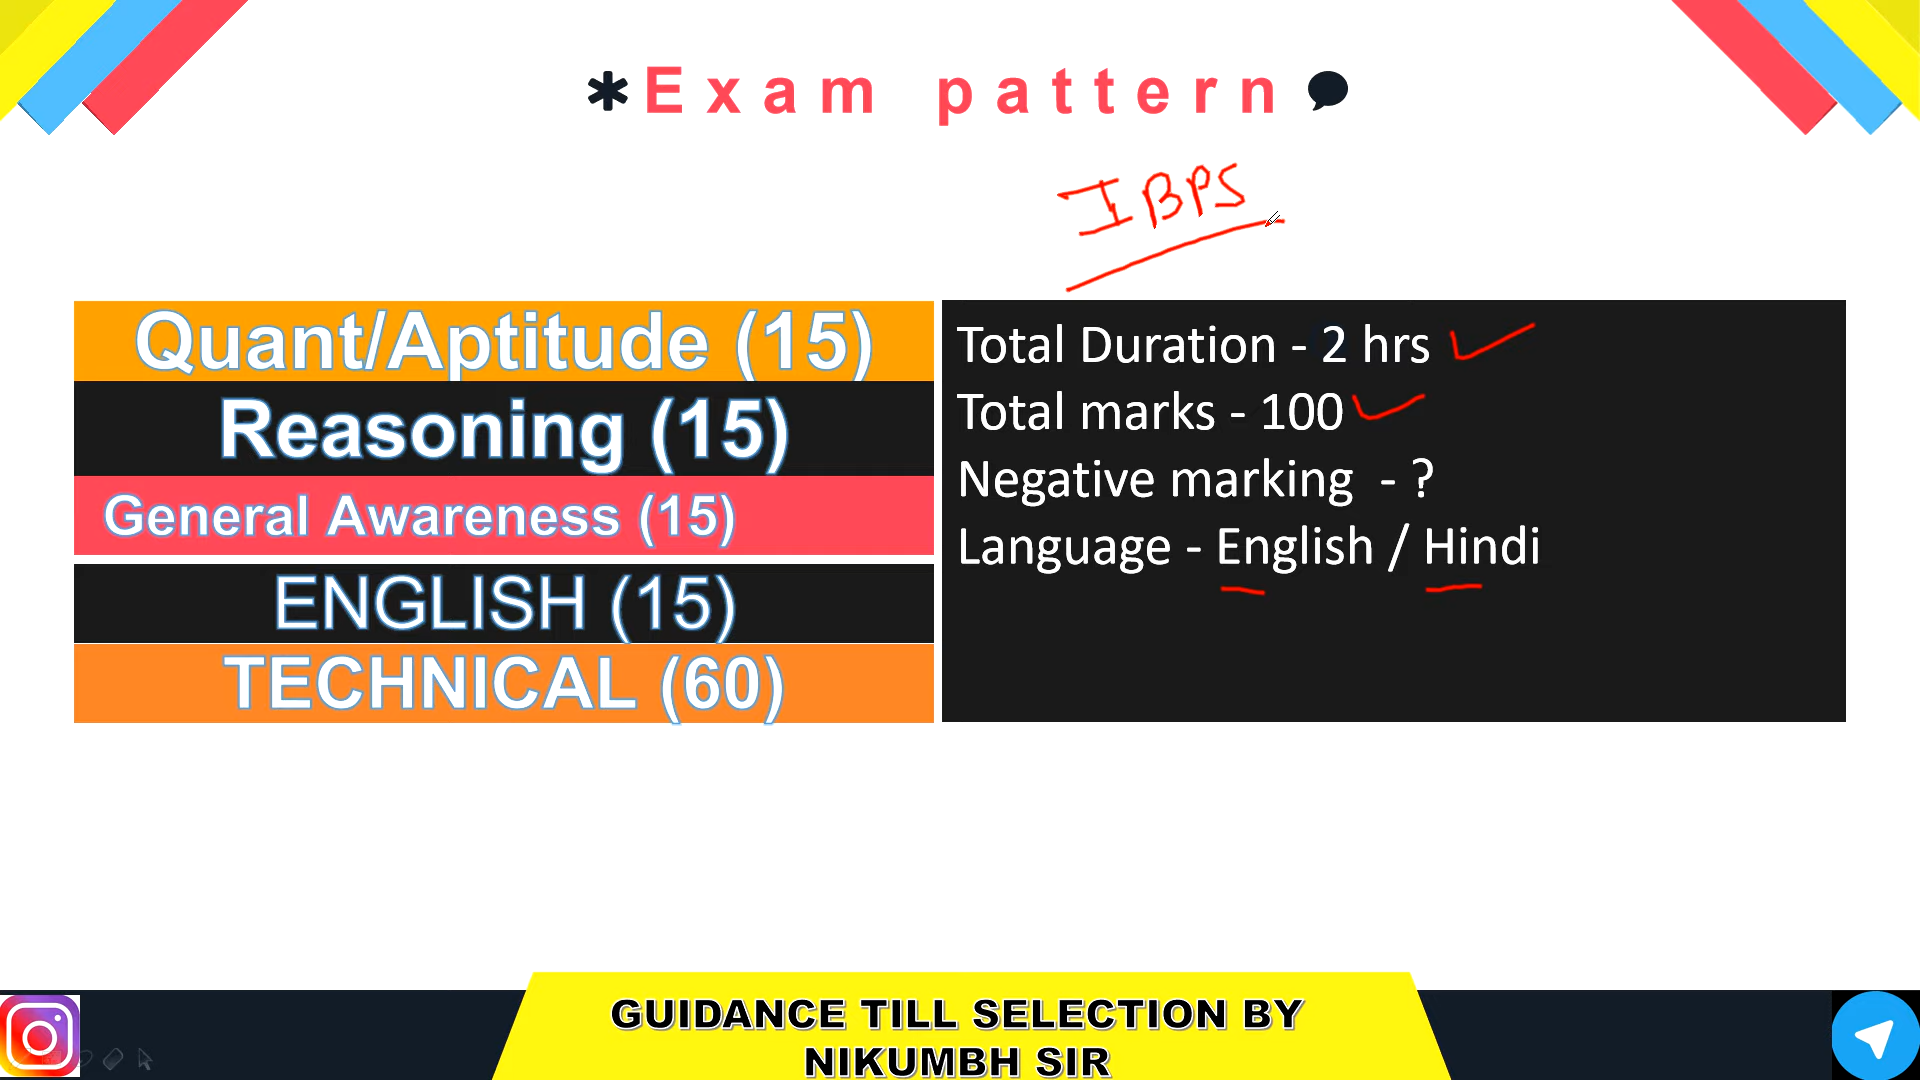 *Exam pattern
IBPS
Quant/Aptitude (15)
Reasoning (15)
General Awareness (15)
ENGLISH (15)
TECHNICAL (60)
Total Duration - 2 hrs
Total marks - 100
Negative marking - ?
Language - English / Hindi
GUIDANCE TILL SELECTION BY
NIKUMBH SIR